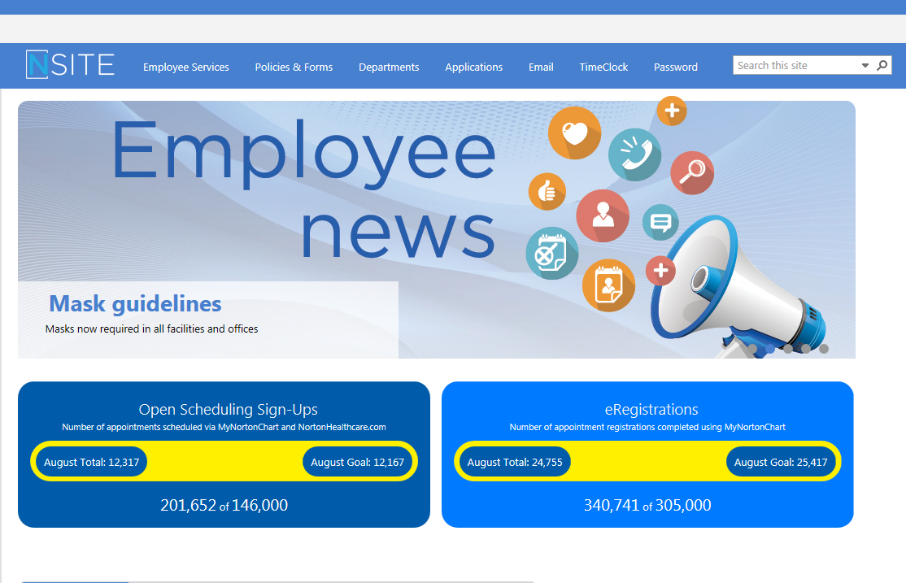 NSITE
Employee Services
Policies & Forms
Departments
Applications
Email
TimeClock
Password
Search this site
Employee
news
Mask guidelines
Masks now required in all facilities and offices
Open Scheduling Sign-Ups
Number of appointments scheduled via MyNortonChart and NortonHealthcare.com
August Total: 12,317
August Goal: 12,167
201,652 of 146,000
eRegistrations
Number of appointment registrations completed using MyNortonChart
August Total: 24,755
August Goal: 25,417
340,741 of 305,000